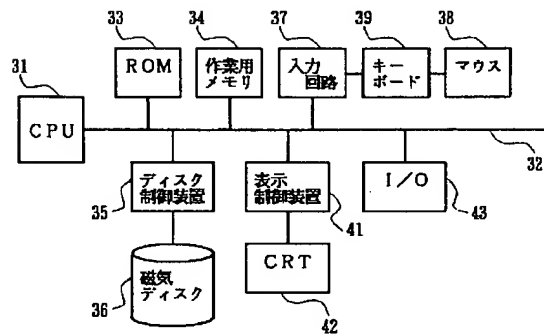 33
34
37
39
38
31
ROM
作業用
メモリ
入力
回路
キー
ボード
マウス
CPU
32
ディスク
制御装置
35
表示
制御装置
41
I/O
43
磁気
ディスク
36
CRT
42